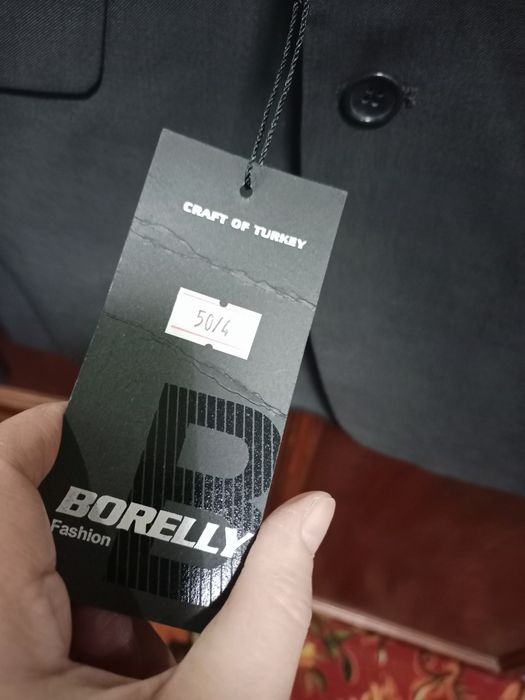 CRAFT OF TURKEY
50/4
B
BORELLY
Fashion